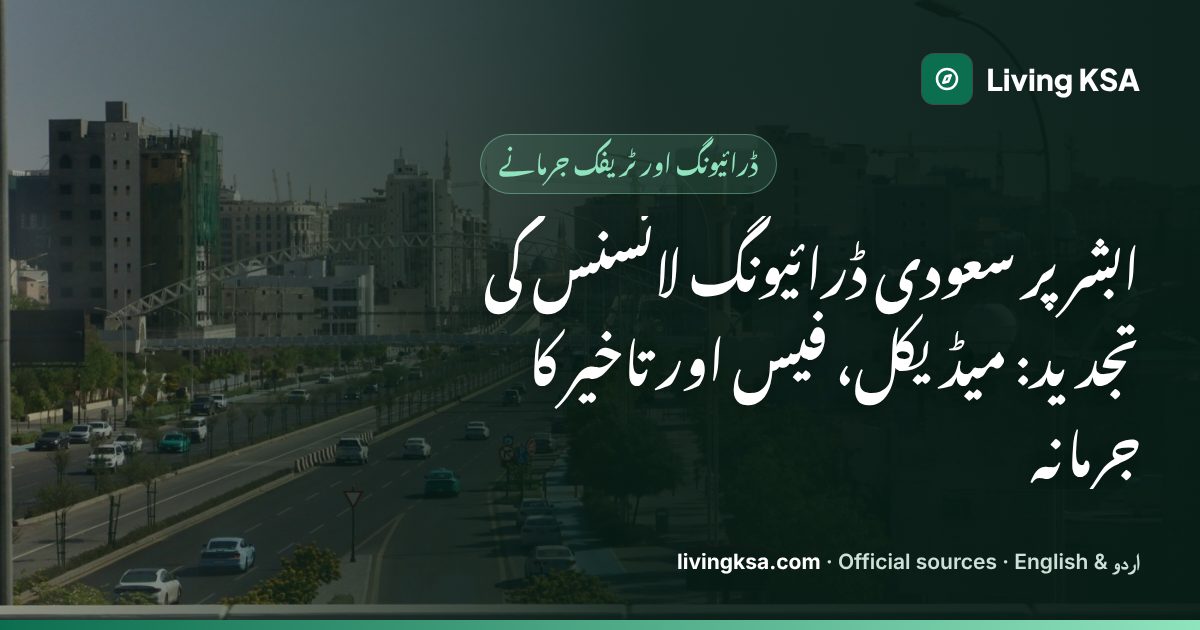 Living KSA
ڈرائیونگ اور ٹریفک جرمانے
ابشر پر سعودی ڈرائیونگ لائسنس کی
تجدید: میڈیکل، فیس اور تاخیر کا
جرمانہ
livingksa.com · Official sources · English & اردو